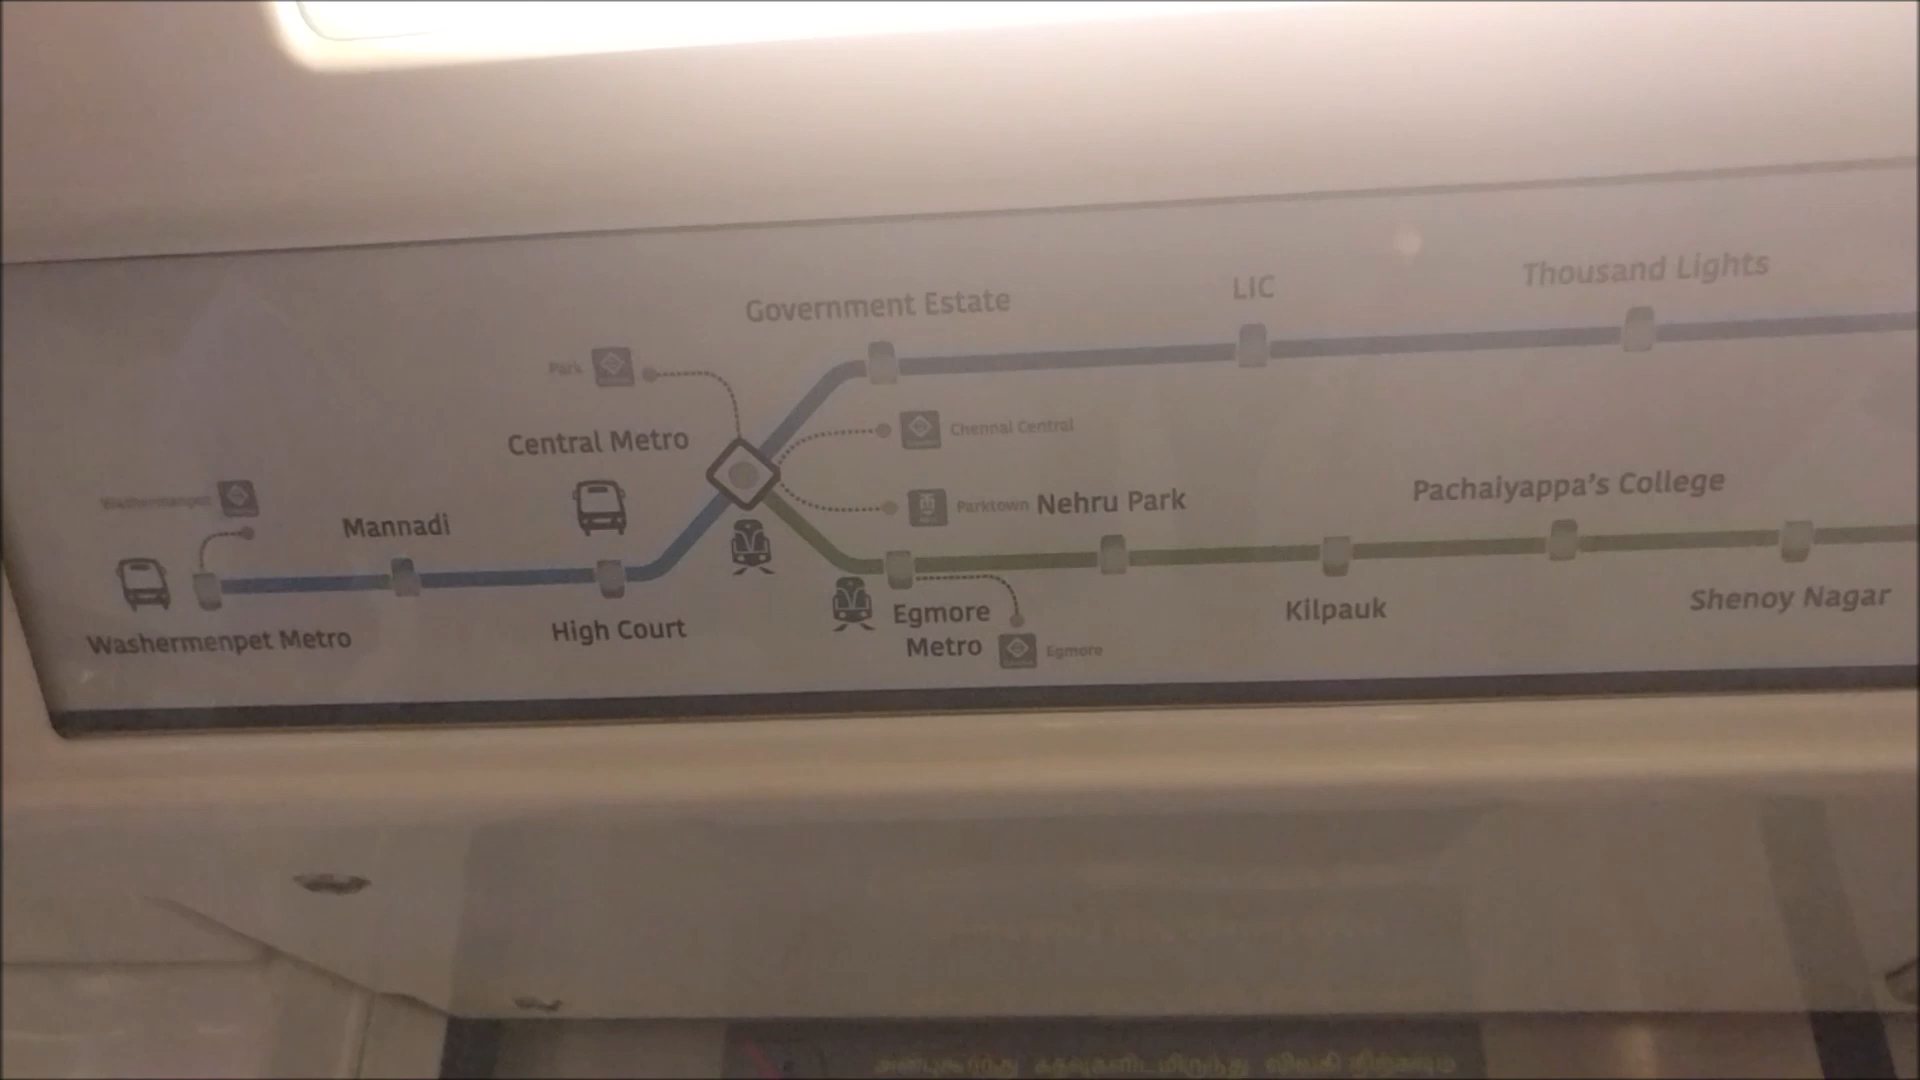 Government Estate
LIC
Thousand Lights
Park
Central Metro
Chennai Central
Washermenpet
Mannadi
Parktown
Nehru Park
Pachaiyappa's College
Washermenpet Metro
High Court
Egmore
Metro
Egmore
Kilpauk
Shenoy Nagar